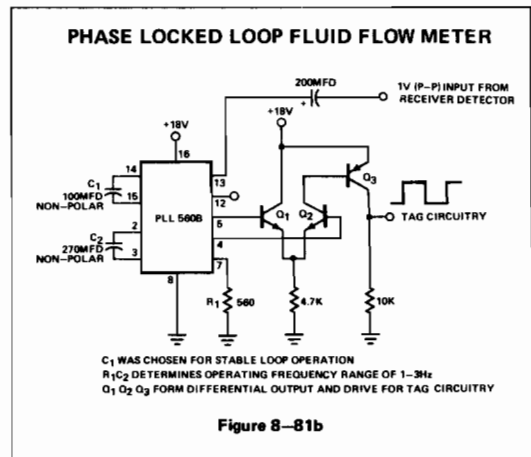 PHASE LOCKED LOOP FLUID FLOW METER
200MFD
+
1V (P-P) INPUT FROM
RECEIVER DETECTOR
+18V
+18V
16
14
13
C1
100MFD
NON-POLAR
15
12
Q3
PLL 560B
5
Q1
Q2
TAG CIRCUITRY
C2
270MFD
NON-POLAR
2
4
3
7
8
R1
560
4.7K
10K
C1 WAS CHOSEN FOR STABLE LOOP OPERATION
R1C2 DETERMINES OPERATING FREQUENCY RANGE OF 1-3Hz
Q1 Q2 Q3 FORM DIFFERENTIAL OUTPUT AND DRIVE FOR TAG CIRCUITRY
Figure 8-81b